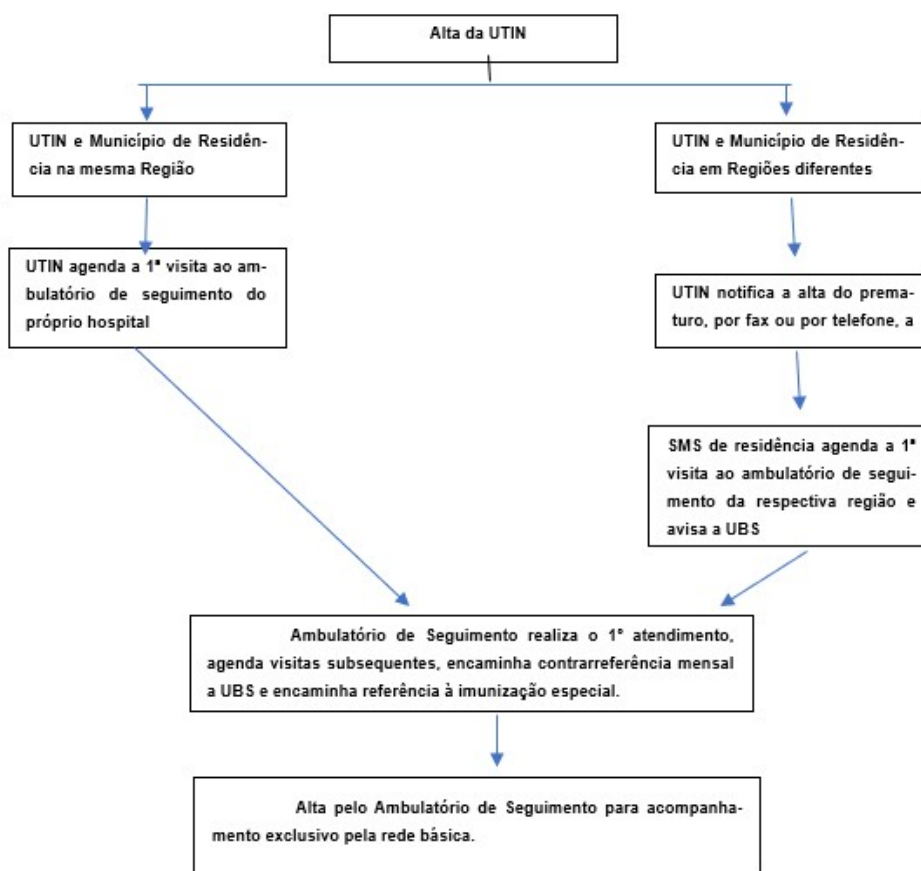 Alta da UTIN
UTIN e Município de Residên-
cia na mesma Região
UTIN e Município de Residên-
cia em Regiões diferentes
UTIN agenda a 1ª visita ao am-
bulatório de seguimento do
próprio hospital
UTIN notifica a alta do prema-
turo, por fax ou por telefone, a
SMS de residência agenda a 1ª
visita ao ambulatório de segui-
mento da respectiva região e
avisa a UBS
Ambulatório de Seguimento realiza o 1º atendimento,
agenda visitas subsequentes, encaminha contrarreferência mensal
a UBS e encaminha referência à imunização especial.
Alta pelo Ambulatório de Seguimento para acompanha-
mento exclusivo pela rede básica.